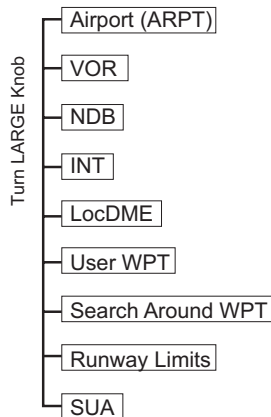 Turn LARGE Knob
Airport (ARPT)
VOR
NDB
INT
LocDME
User WPT
Search Around WPT
Runway Limits
SUA